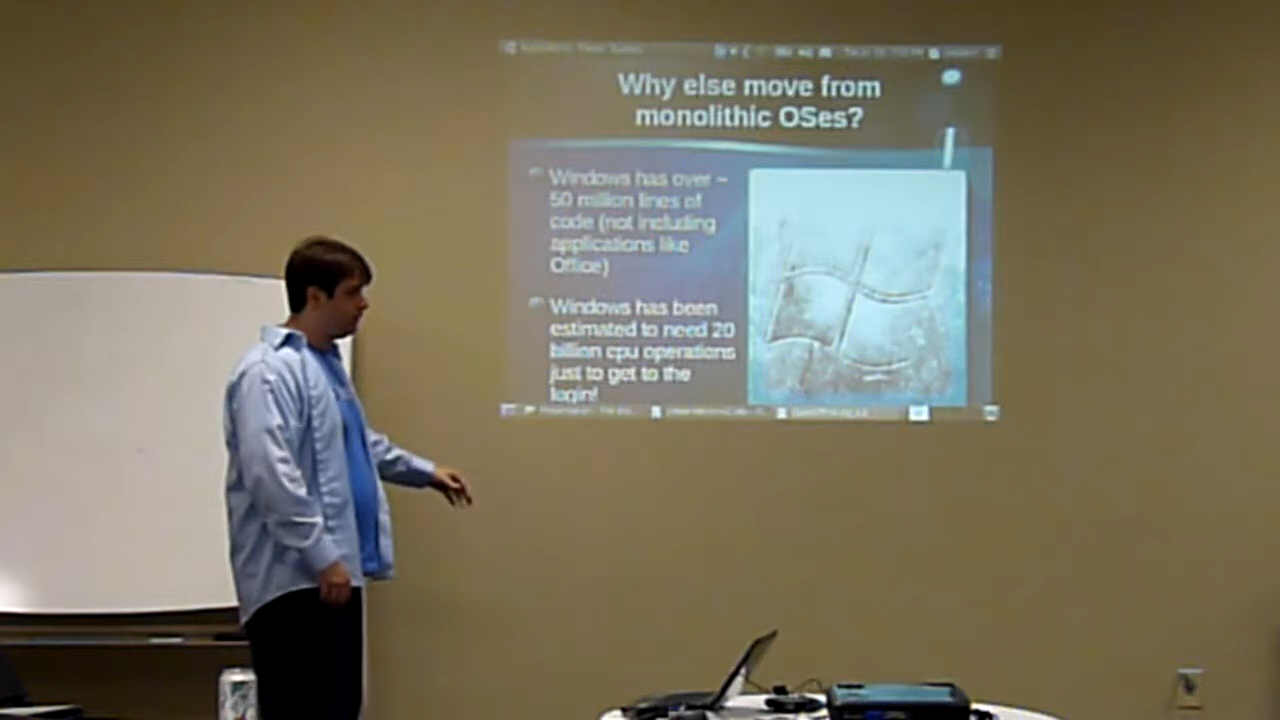 Why else move from
monolithic OSes?
Windows has over ~
50 million lines of
code (not including
applications like
Office)
Windows has been
estimated to need 20
billion cpu operations
just to get to the
login!